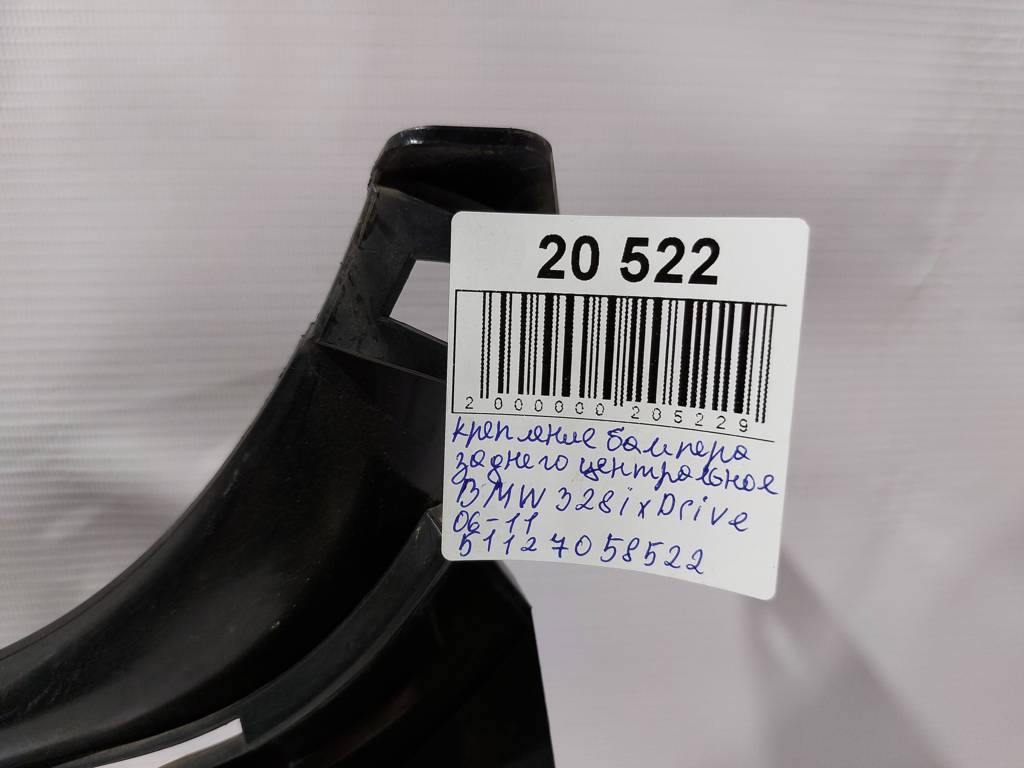 20 522
2 000000 205229
крепление бампера
заднего центральное
BMW 328i xDrive
06-11
51127058522